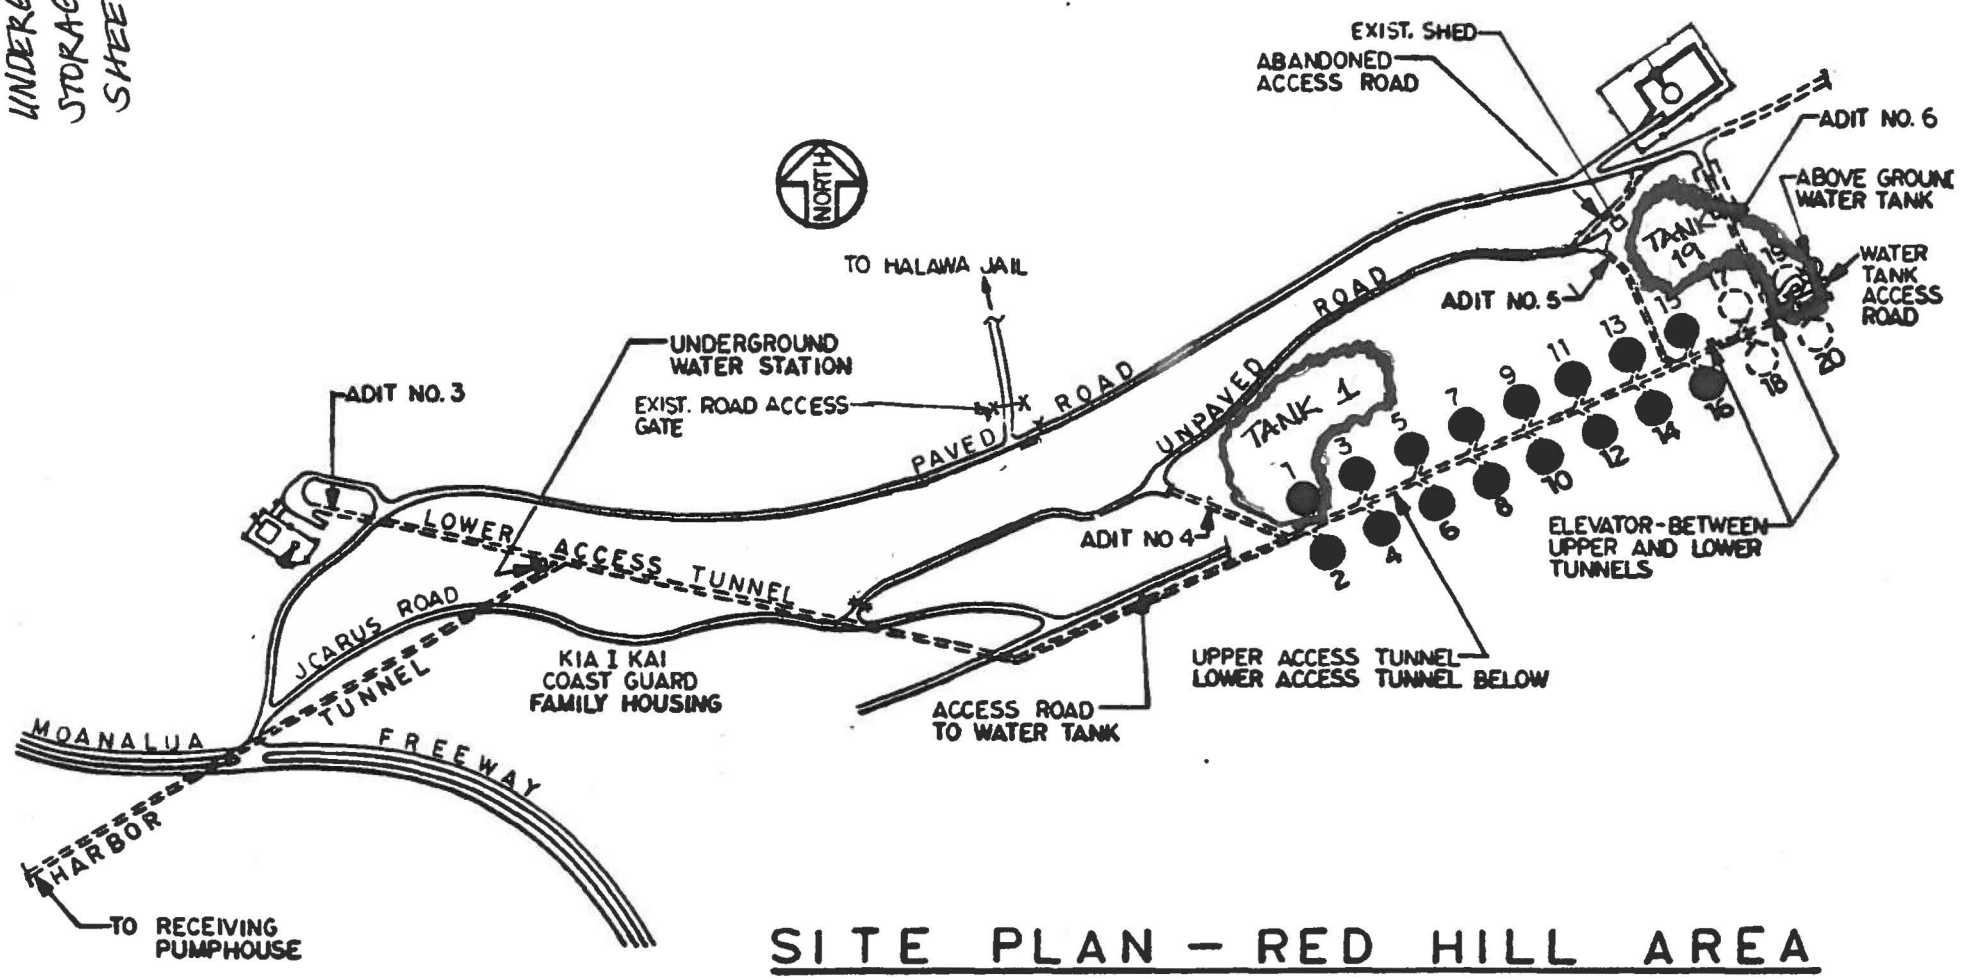 UNDERG
STORAG
SHEE
EXIST. SHED
ABANDONED
ACCESS ROAD
ADIT NO. 6
ABOVE GROUND
WATER TANK
NORTH
TANK
19
TO HALAWA JAIL
WATER
TANK
ACCESS
ROAD
ADIT NO. 5
UNPAVED ROAD
UNDERGROUND
WATER STATION
ADIT NO. 3
EXIST. ROAD ACCESS
GATE
PAVED ROAD
TANK 1
1
3
5
7
9
11
13
15
17
19
2
4
6
8
10
12
14
16
18
20
LOWER ACCESS TUNNEL
ADIT NO 4
ELEVATOR-BETWEEN
UPPER AND LOWER
TUNNELS
JCARUS ROAD
KIA I KAI
COAST GUARD
FAMILY HOUSING
UPPER ACCESS TUNNEL
LOWER ACCESS TUNNEL BELOW
ACCESS ROAD
TO WATER TANK
MOANALUA FREEWAY
HARBOR TUNNEL
TO RECEIVING
PUMPHOUSE
SITE PLAN - RED HILL AREA